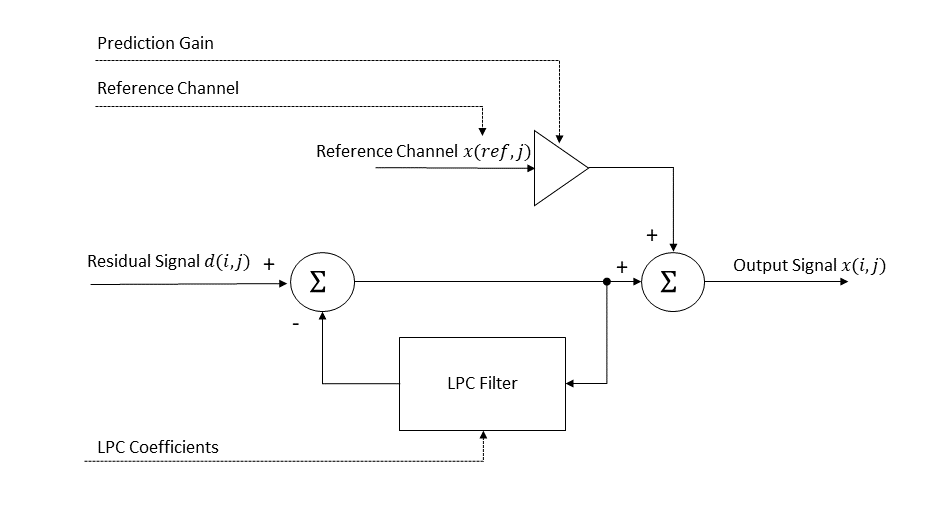 Prediction Gain
Reference Channel
Reference Channel x(ref,j)
+
Residual Signal d(i,j) +
Σ
+
Σ
Output Signal x(i,j)
-
LPC Filter
LPC Coefficients